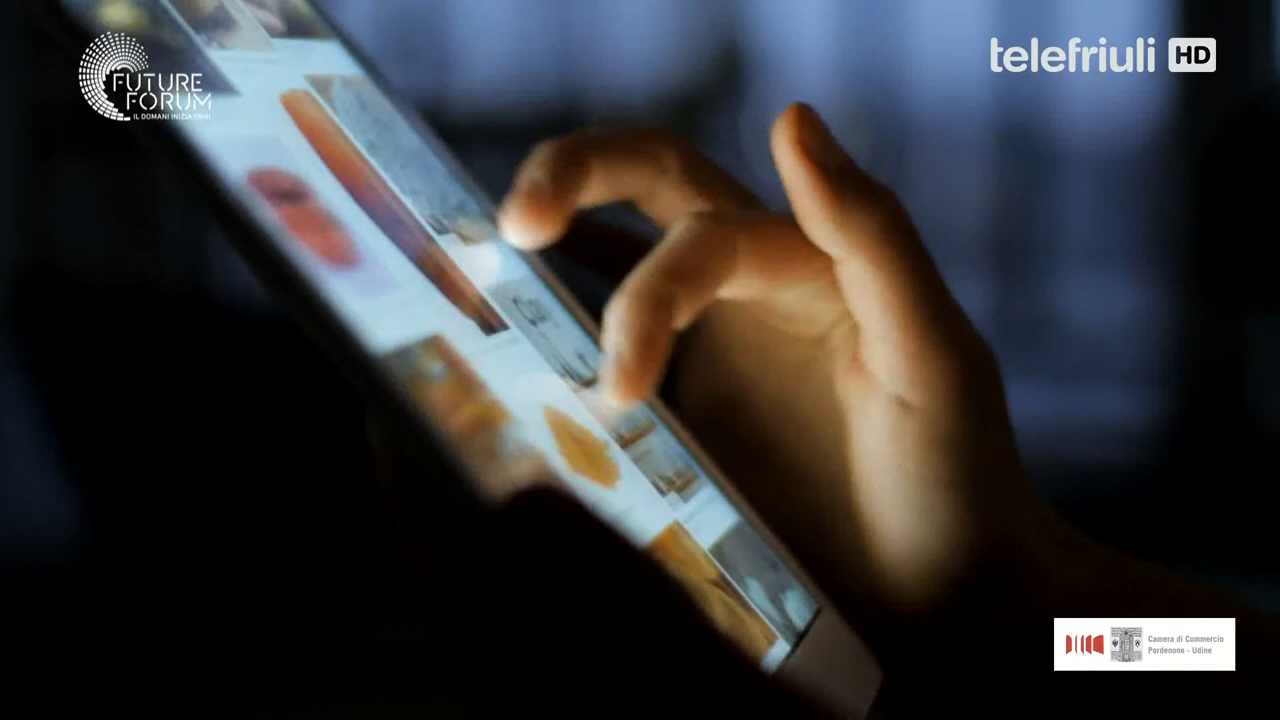 FUTURE
FORUM
IL DOMANI INIZIA OGGI
telefriuli HD
Camera di Commercio
Pordenone - Udine